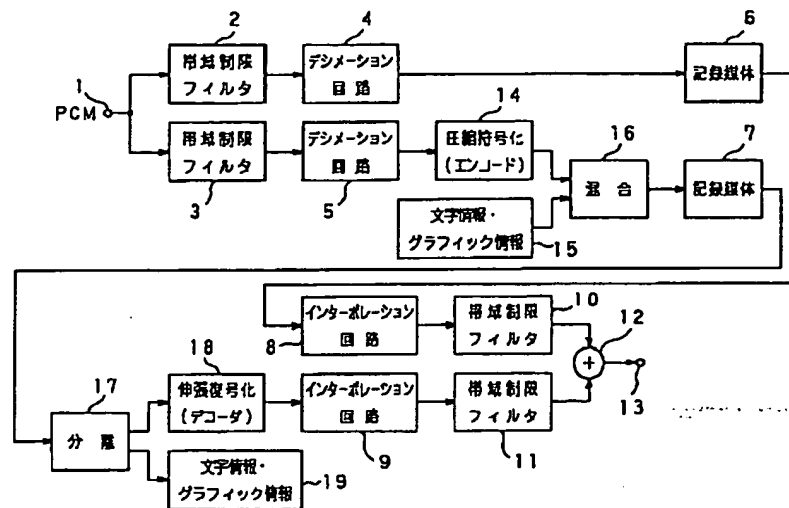 2
4
6
帯域制限
フィルタ
デシメーション
回路
記録媒体
1
PCM
14
7
帯域制限
フィルタ
デシメーション
回路
圧縮符号化
(エンコード)
16
混合
記録媒体
3
5
文字情報・
グラフィック情報
15
インターポレーション
回路
帯域制限
フィルタ
10
12
8
+
13
18
17
伸張復号化
(デコーダ)
インターポレーション
回路
帯域制限
フィルタ
分離
9
11
文字情報・
グラフィック情報
19